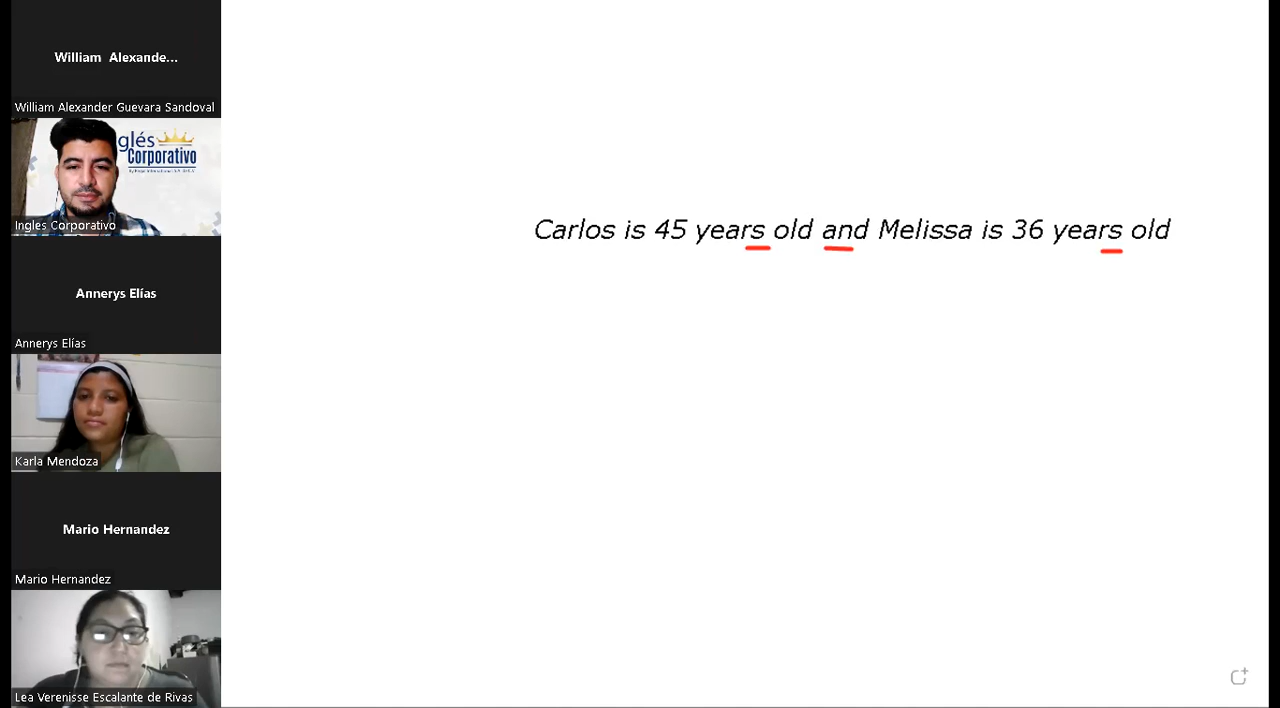 William Alexande...
William Alexander Guevara Sandoval
glés
Corporativo
Ingles Corporativo
Annerys Elías
Annerys Elías
Karla Mendoza
Mario Hernandez
Mario Hernandez
Lea Verenisse Escalante de Rivas
Carlos is 45 years old and Melissa is 36 years old